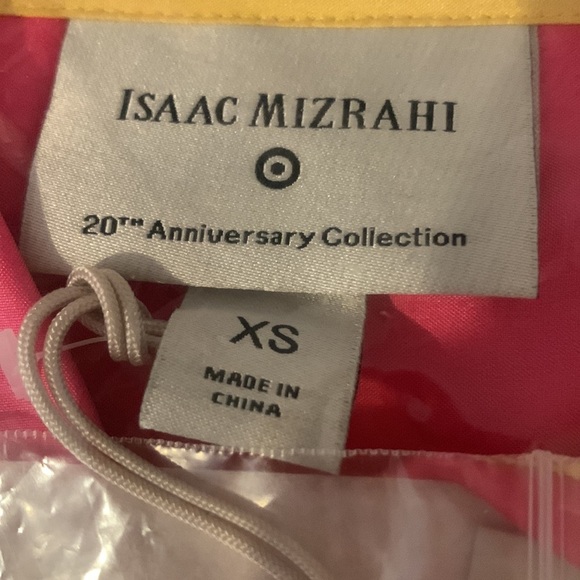 ISAAC MIZRAHI
20TH Anniversary Collection
XS
MADE IN
CHINA